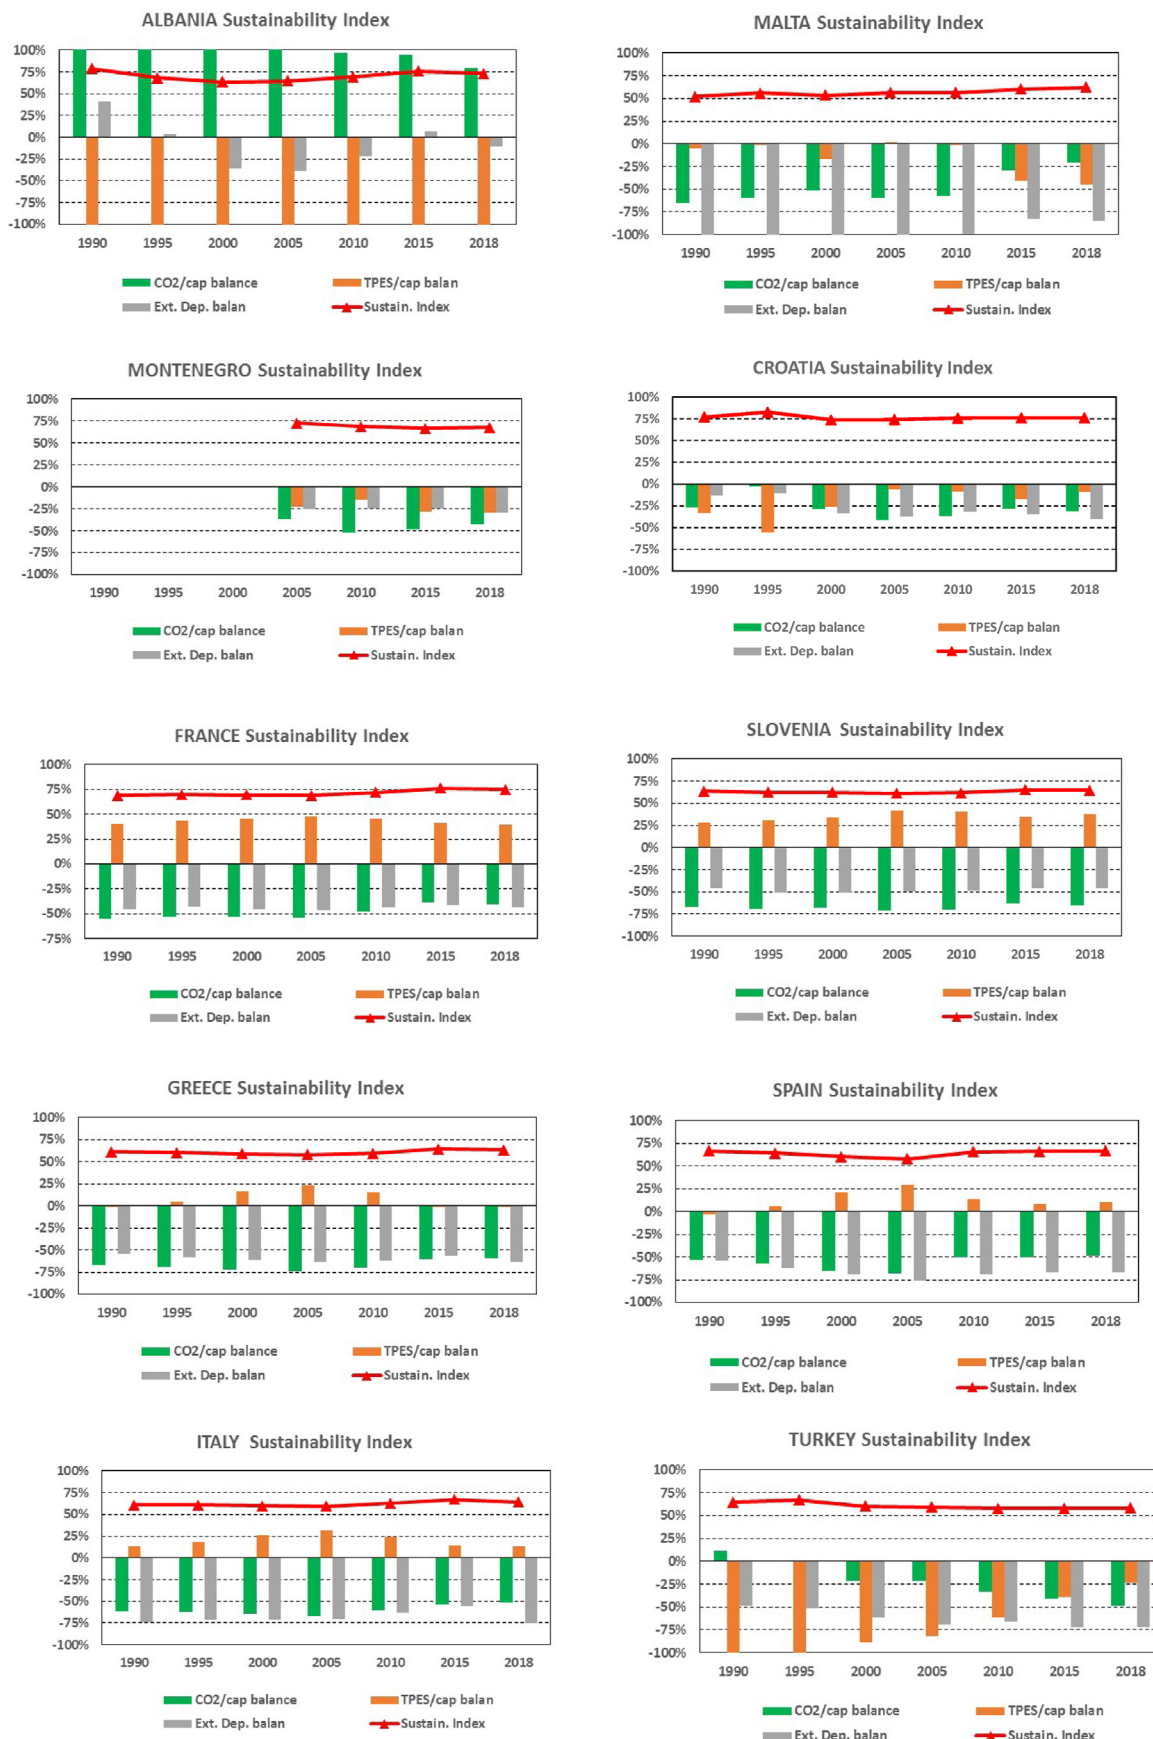 ALBANIA Sustainability Index
100%
75%
50%
25%
0%
-25%
-50%
-75%
-100%
1990 1995 2000 2005 2010 2015 2018
CO2/cap balance TPES/cap balan
Ext. Dep. balan Sustain. Index
MALTA Sustainability Index
100%
75%
50%
25%
0%
-25%
-50%
-75%
-100%
1990 1995 2000 2005 2010 2015 2018
CO2/cap balance TPES/cap balan
Ext. Dep. balan Sustain. Index
MONTENEGRO Sustainability Index
100%
75%
50%
25%
0%
-25%
-50%
-75%
-100%
1990 1995 2000 2005 2010 2015 2018
CO2/cap balance TPES/cap balan
Ext. Dep. balan Sustain. Index
CROATIA Sustainability Index
100%
75%
50%
25%
0%
-25%
-50%
-75%
-100%
1990 1995 2000 2005 2010 2015 2018
CO2/cap balance TPES/cap balan
Ext. Dep. balan Sustain. Index
FRANCE Sustainability Index
100%
75%
50%
25%
0%
-25%
-50%
-75%
1990 1995 2000 2005 2010 2015 2018
CO2/cap balance TPES/cap balan
Ext. Dep. balan Sustain. Index
SLOVENIA Sustainability Index
100%
75%
50%
25%
0%
-25%
-50%
-75%
-100%
1990 1995 2000 2005 2010 2015 2018
CO2/cap balance TPES/cap balan
Ext. Dep. balan Sustain. Index
GREECE Sustainability Index
100%
75%
50%
25%
0%
-25%
-50%
-75%
-100%
1990 1995 2000 2005 2010 2015 2018
CO2/cap balance TPES/cap balan
Ext. Dep. balan Sustain. Index
SPAIN Sustainability Index
100%
75%
50%
25%
0%
-25%
-50%
-75%
-100%
1990 1995 2000 2005 2010 2015 2018
CO2/cap balance TPES/cap balan
Ext. Dep. balan Sustain. Index
ITALY Sustainability Index
100%
75%
50%
25%
0%
-25%
-50%
-75%
-100%
1990 1995 2000 2005 2010 2015 2018
CO2/cap balance TPES/cap balan
Ext. Dep. balan Sustain. Index
TURKEY Sustainability Index
100%
75%
50%
25%
0%
-25%
-50%
-75%
-100%
1990 1995 2000 2005 2010 2015 2018
CO2/cap balance TPES/cap balan
Ext. Dep. balan Sustain. Index